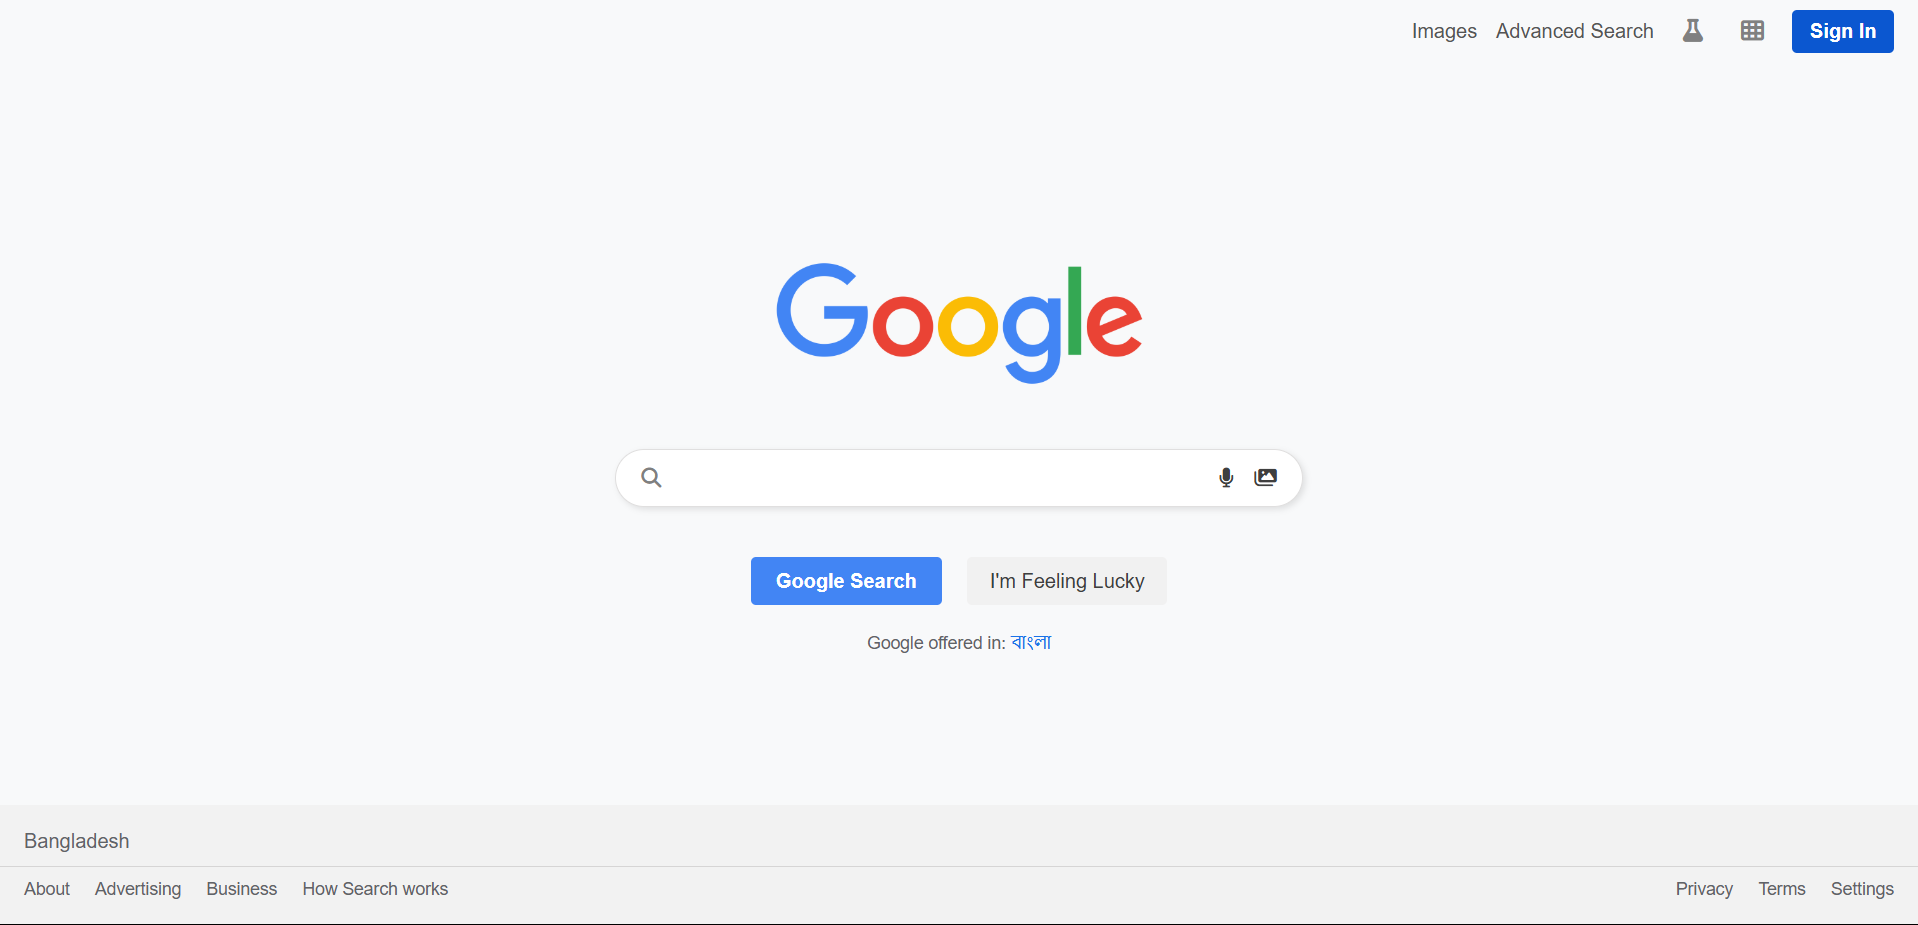 Images Advanced Search Sign In
Google
Google Search I'm Feeling Lucky
Google offered in: বাংলা
Bangladesh
About Advertising Business How Search works Privacy Terms Settings